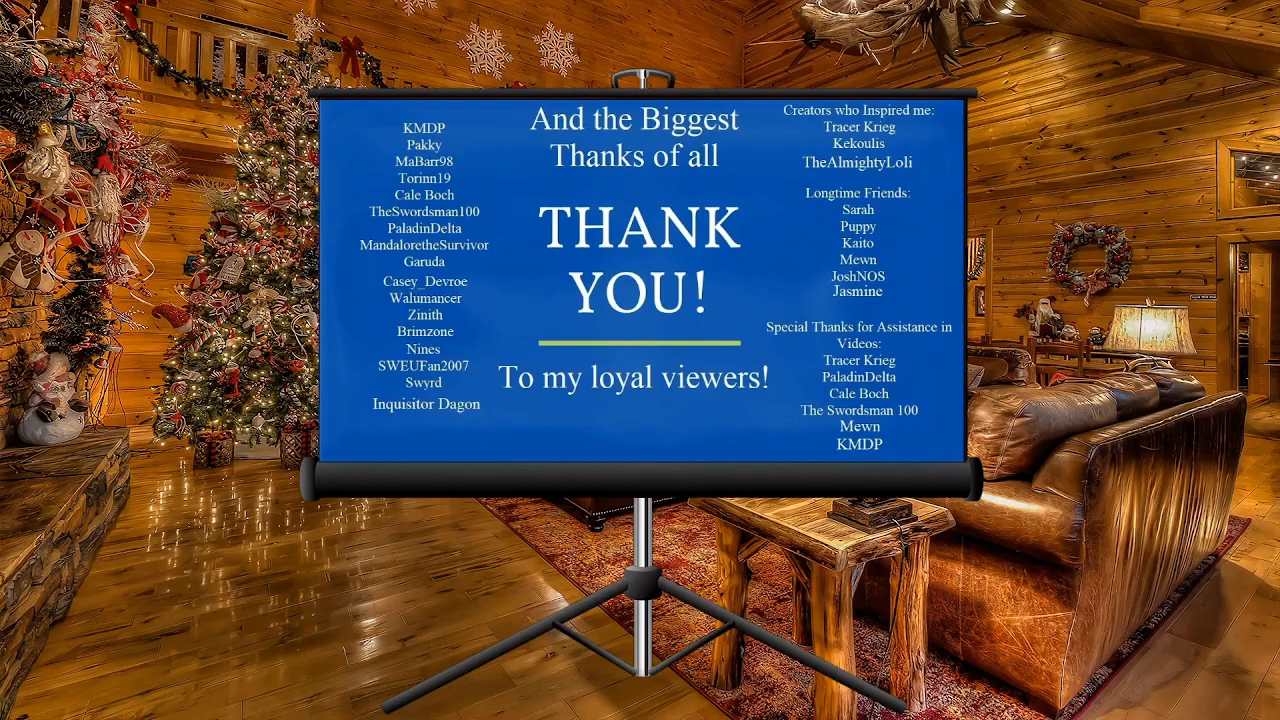 KMDP
Pakky
MaBarr98
Torinn19
Cale Boch
TheSwordsman100
PaladinDelta
MandaloretheSurvivor
Garuda
Casey_Devroe
Walumancer
Zinith
Brimzone
Nines
SWEUFan2007
Swyrd
Inquisitor Dagon
And the Biggest
Thanks of all
THANK
YOU!
To my loyal viewers!
Creators who Inspired me:
Tracer Krieg
Kekoulis
TheAlmightyLoli
Longtime Friends:
Sarah
Puppy
Kaito
Mewn
JoshNOS
Jasmine
Special Thanks for Assistance in
Videos:
Tracer Krieg
PaladinDelta
Cale Boch
The Swordsman 100
Mewn
KMDP